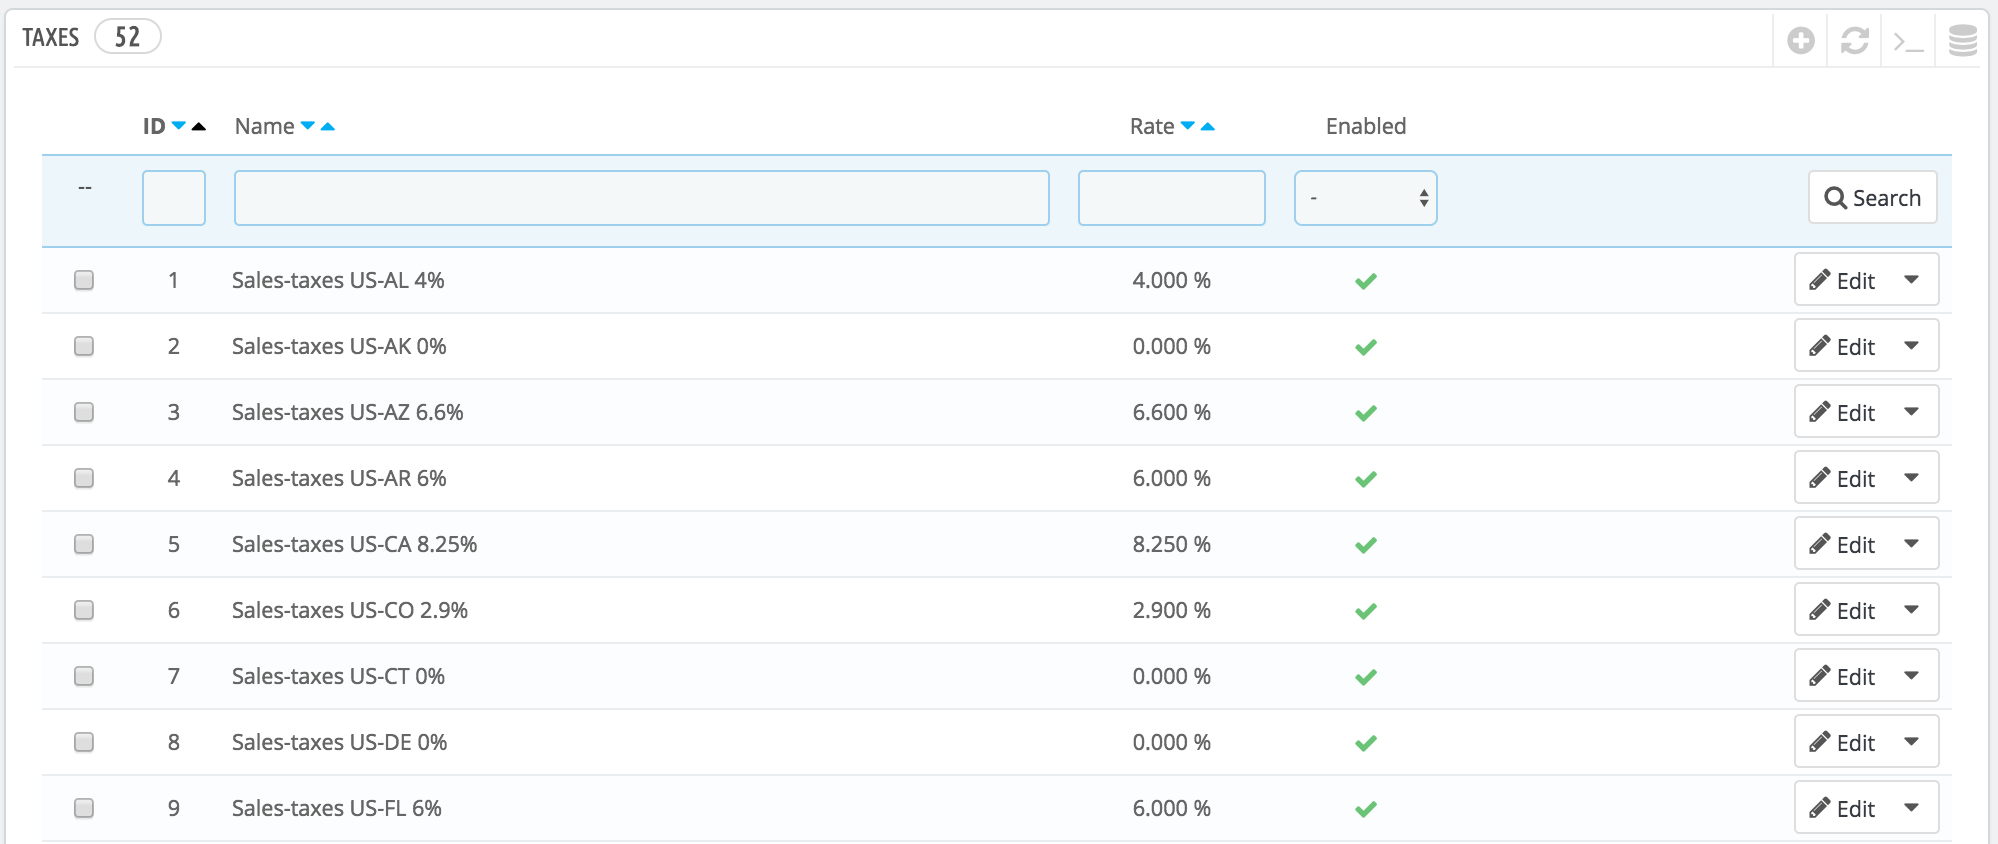 TAXES 52
ID Name Rate Enabled
-- - Search
1 Sales-taxes US-AL 4% 4.000 % Edit
2 Sales-taxes US-AK 0% 0.000 % Edit
3 Sales-taxes US-AZ 6.6% 6.600 % Edit
4 Sales-taxes US-AR 6% 6.000 % Edit
5 Sales-taxes US-CA 8.25% 8.250 % Edit
6 Sales-taxes US-CO 2.9% 2.900 % Edit
7 Sales-taxes US-CT 0% 0.000 % Edit
8 Sales-taxes US-DE 0% 0.000 % Edit
9 Sales-taxes US-FL 6% 6.000 % Edit